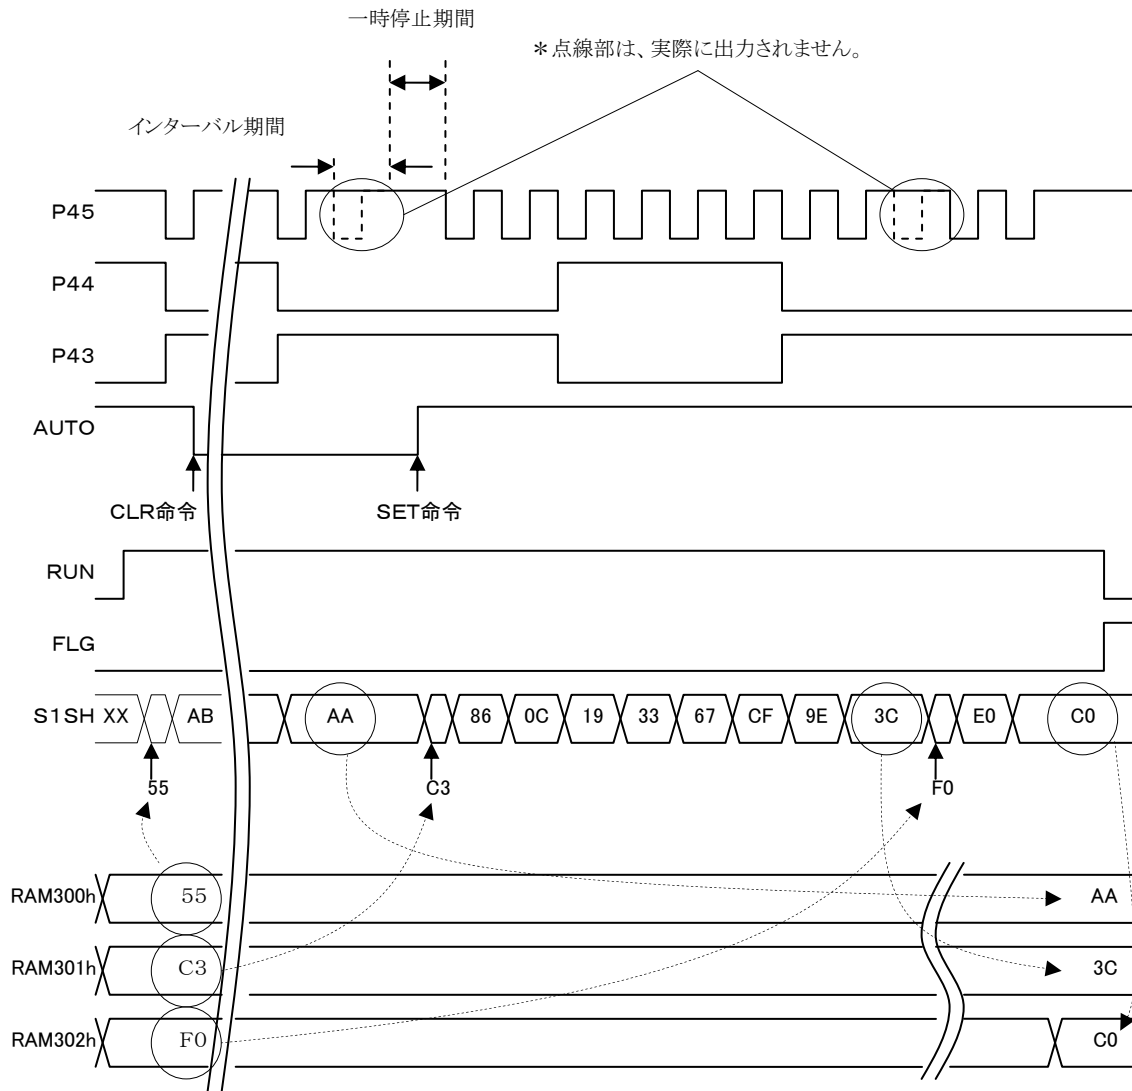 一時停止期間
＊点線部は、実際に出力されません。
インターバル期間
P45
P44
P43
AUTO
CLR命令 SET命令
RUN
FLG
S1SH XX AB AA 86 0C 19 33 67 CF 9E 3C E0 C0
55 C3 F0
RAM300h 55 AA
RAM301h C3 3C
RAM302h F0 C0